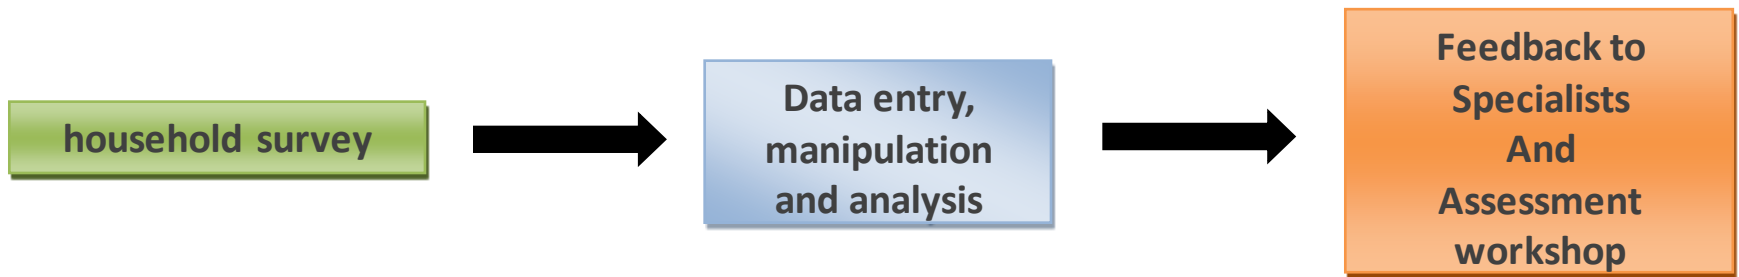 household survey
Data entry,
manipulation
and analysis
Feedback to
Specialists
And
Assessment
workshop